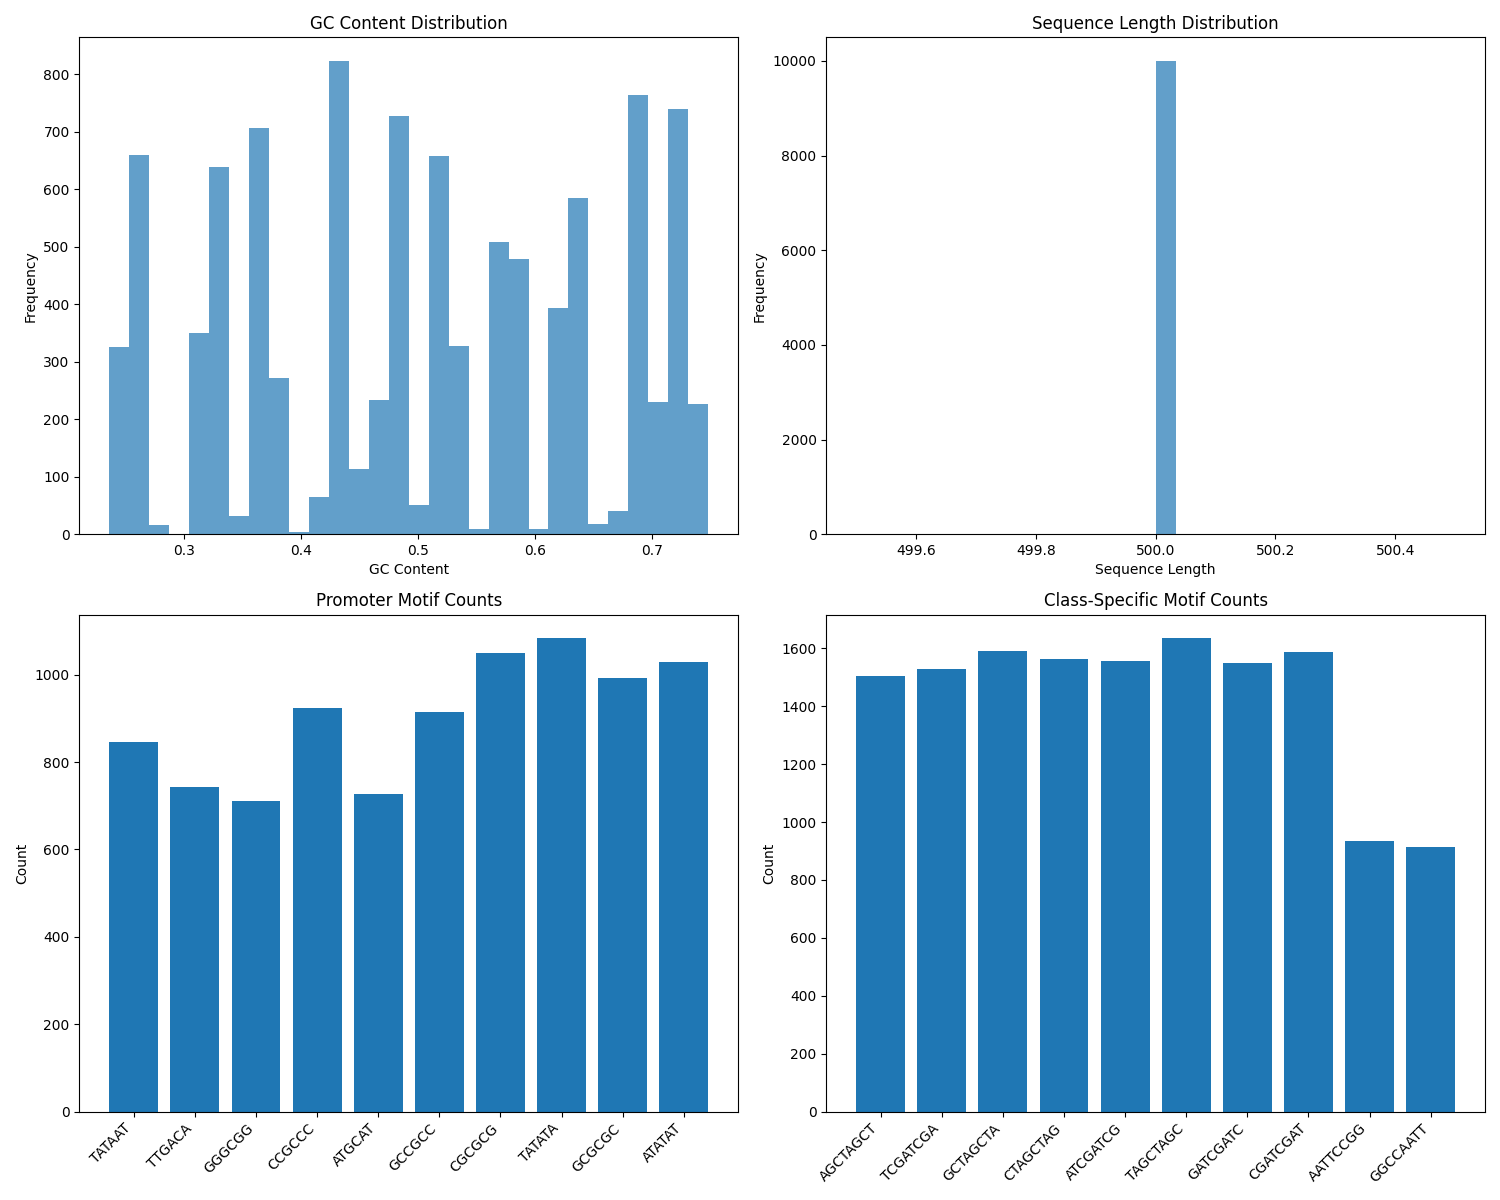 GC Content Distribution
800
700
600
500
400
300
200
100
0
Frequency
0.3 0.4 0.5 0.6 0.7
GC Content
Sequence Length Distribution
10000
8000
6000
4000
2000
0
Frequency
499.6 499.8 500.0 500.2 500.4
Sequence Length
Promoter Motif Counts
1000
800
600
400
200
0
Count
TATAAT TTGACA GGGCGG CCGCCC ATGCAT GCCGCC CGCGCG TATATA GCGCGC ATATAT
Class-Specific Motif Counts
1600
1400
1200
1000
800
600
400
200
0
Count
AGCTAGCT TCGATCGA GCTAGCTA CTAGCTAG ATCGATCG TAGCTAGC GATCGATC CGATCGAT AATTCCGG GGCCAATT